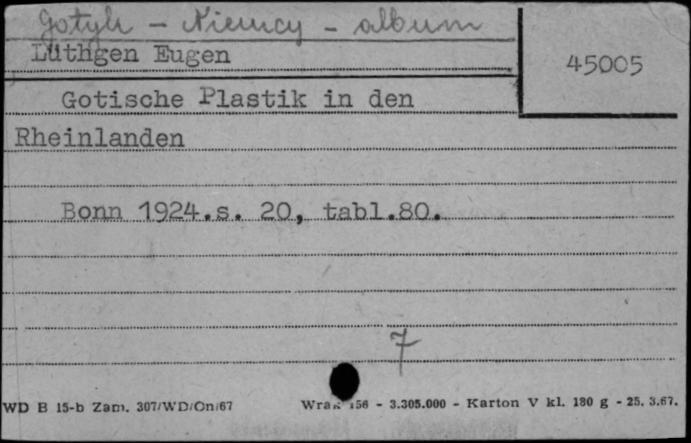 Gotyk - Niemcy - album
Lüthgen Eugen
45005
Gotische Plastik in den
Rheinlanden
Bonn 1924.s. 20, tabl.80.
7
WD B 15-b Zam. 307/WD/On/67
156 - 3.305.000 - Karton V kl. 180 g - 25. 3.67.